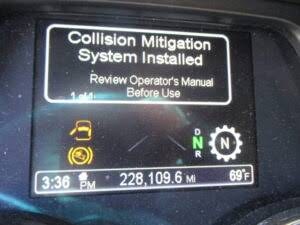 Collision Mitigation
System Installed
Review Operator's Manual
1 of 1
Before Use
D
N
R
N
3:36 PM
228,109.6 MI
69°F